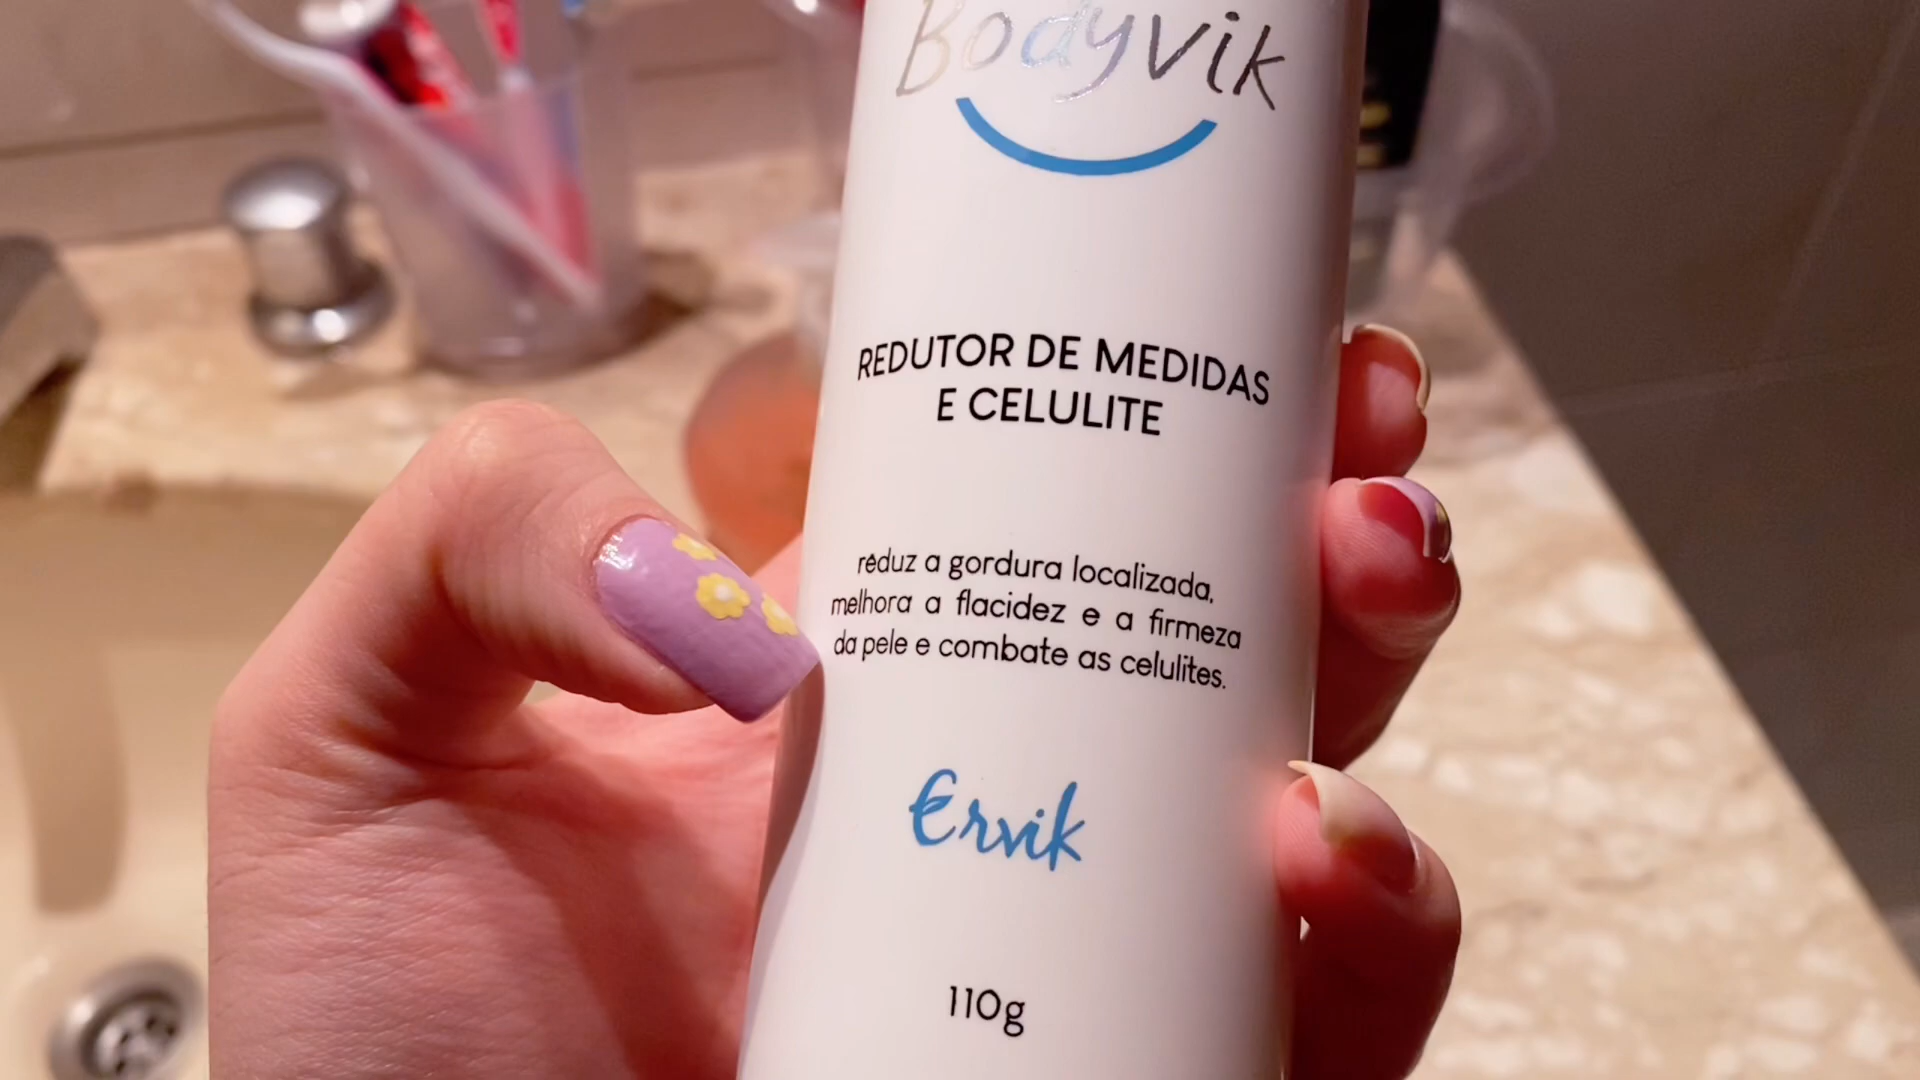 Bodyvik
REDUTOR DE MEDIDAS
E CELULITE
reduz a gordura localizada,
melhora a flacidez e a firmeza
da pele e combate as celulites.
Ervik
110g